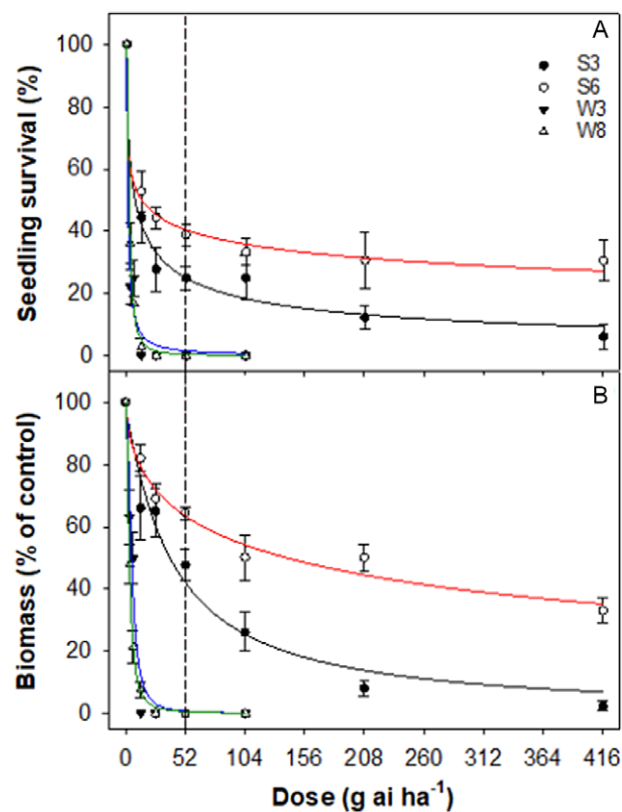 A
S3
S6
W3
W8
100
80
60
40
20
0
Seedling survival (%)
B
100
80
60
40
20
0
Biomass (% of control)
0 52 104 156 208 260 312 364 416
Dose (g ai ha⁻¹)